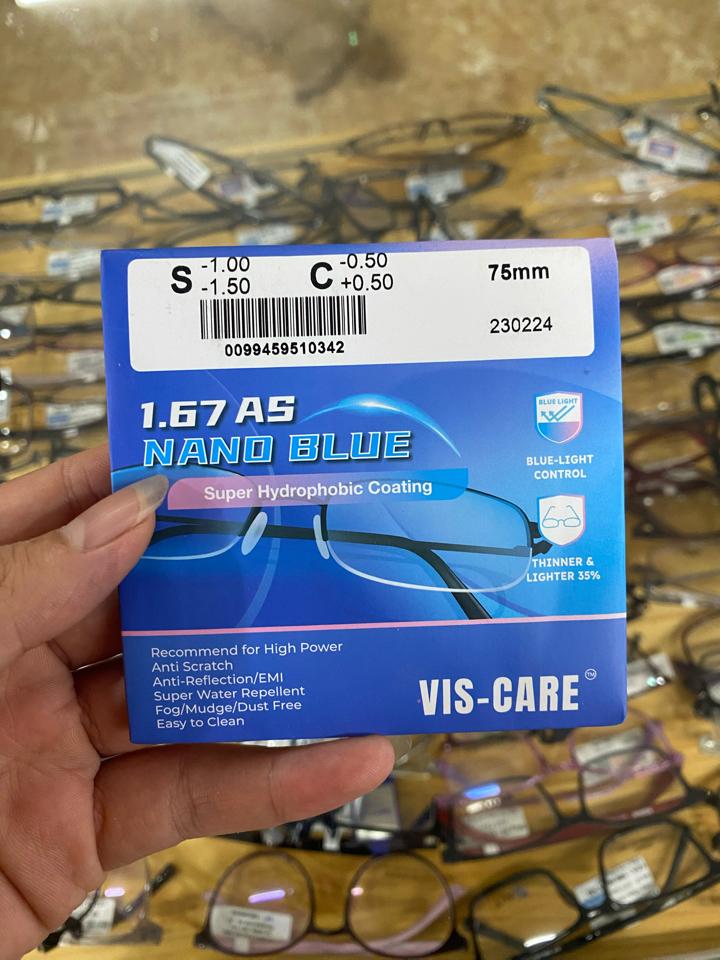 S -1.00 C -0.50 75mm
-1.50 +0.50
230224
0099459510342
1.67 AS
NANO BLUE
Super Hydrophobic Coating
BLUE LIGHT
BLUE-LIGHT
CONTROL
THINNER &
LIGHTER 35%
Recommend for High Power
Anti Scratch
Anti-Reflection/EMI
Super Water Repellent
Fog/Mudge/Dust Free
Easy to Clean
VIS-CARE™